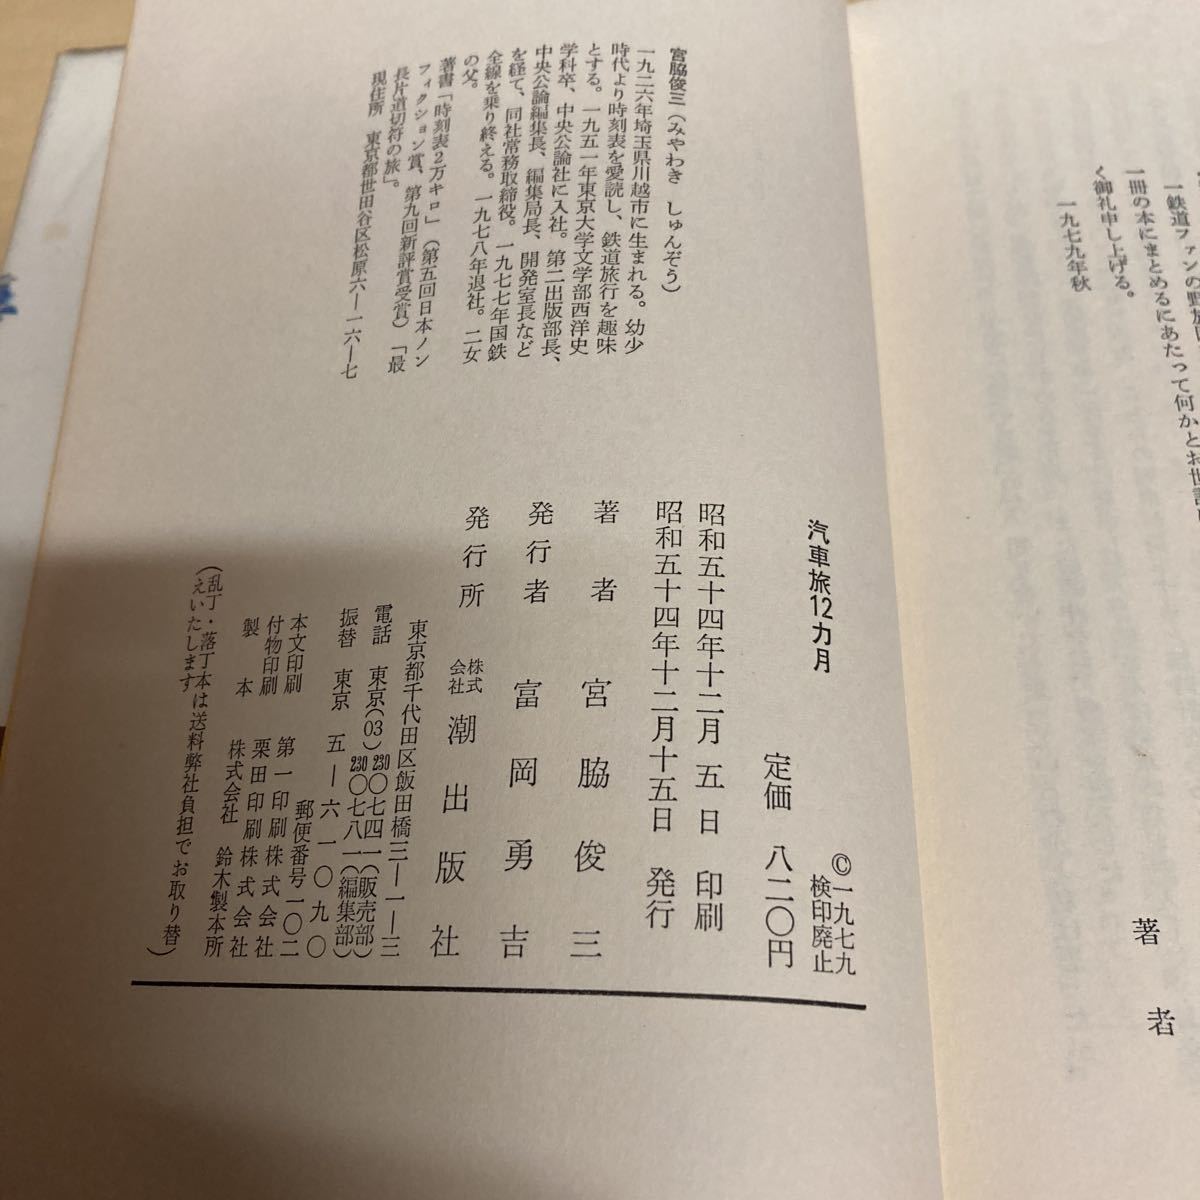 一鉄道ファンの野放
一冊の本にまとめるにあたって何かとお世話に
く御礼申し上げる。
一九七九年秋
著者
宮脇俊三(みやわき しゅんぞう)
一九二六年埼玉県川越市に生まれる。幼少
時代より時刻表を愛読し、鉄道旅行を趣味
とする。一九五一年東京大学文学部西洋史
学科卒、中央公論社に入社。第二出版部長、
中央公論編集長、編集局長、開発室長など
を経て、同社常務取締役。一九七七年国鉄
全線を乗り終える。一九七八年退社。二女
の父。
著書「時刻表2万キロ」(第五回日本ノン
フィクション賞、第九回新評賞受賞)「最
長片道切符の旅」。
現住所 東京都世田谷区松原六—一六—七
汽車旅12カ月
©一九七九
検印廃止
定価 八二〇円
昭和五十四年十二月 五 日 印刷
昭和五十四年十二月十五日 発行
著者 宮脇俊三
発行者 富岡勇吉
発行所 株式会社 潮出版社
東京都千代田区飯田橋三—一—三
電話 東京(03)230〇七四一(販売部)
230〇七八一(編集部)
振替 東京 五—六一〇九〇
郵便番号一〇二
本文印刷 第一印刷株式会社
付物印刷 栗田印刷株式会社
製本 株式会社 鈴木製本所
(乱丁・落丁本は送料弊社負担でお取り替)
えいたします